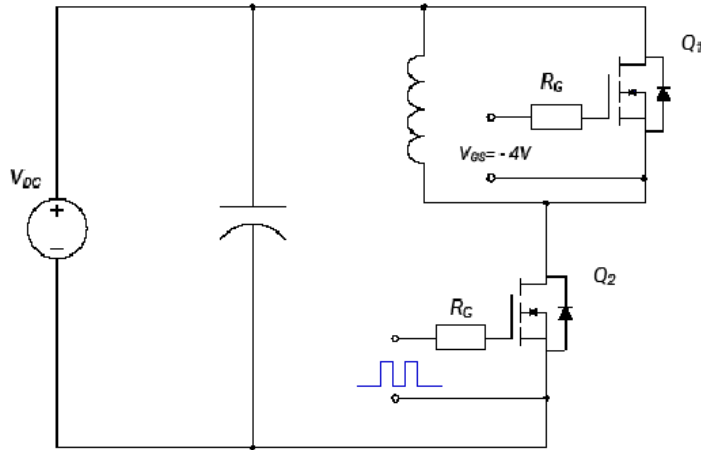 Q1
RG
VGS= - 4V
VDC
+
−
Q2
RG